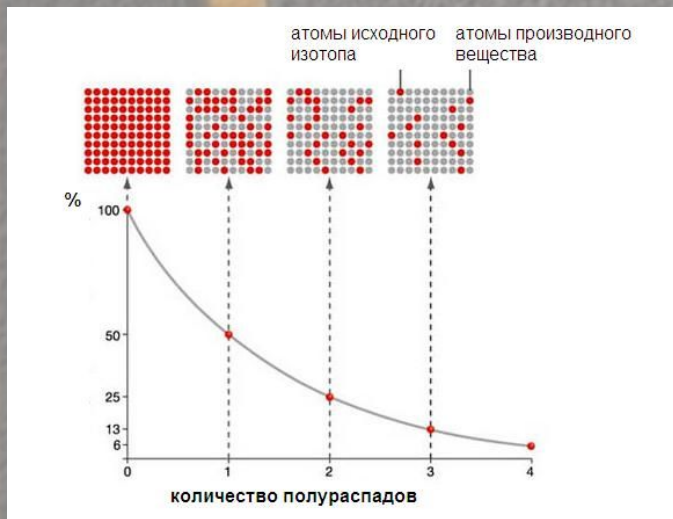 атомы исходного
изотопа
атомы производного
вещества
%
100
50
25
13
6
0 1 2 3 4
количество полураспадов